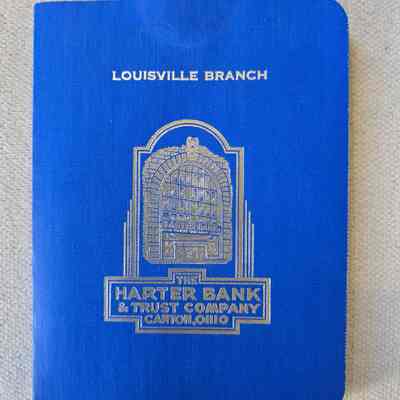 LOUISVILLE BRANCH
THE
HARTER BANK
& TRUST COMPANY
CANTON, OHIO